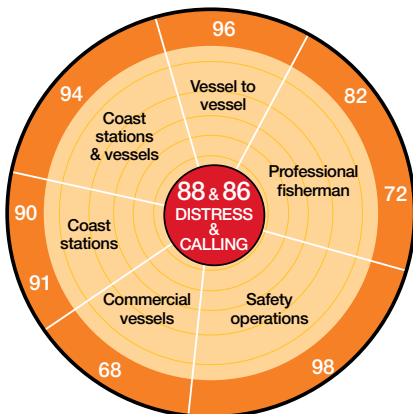 96
Vessel to
vessel
82
Professional
fisherman
72
Safety
operations
98
Commercial
vessels
68
Coast
stations
90
91
Coast
stations
& vessels
94
88 & 86
DISTRESS
&
CALLING